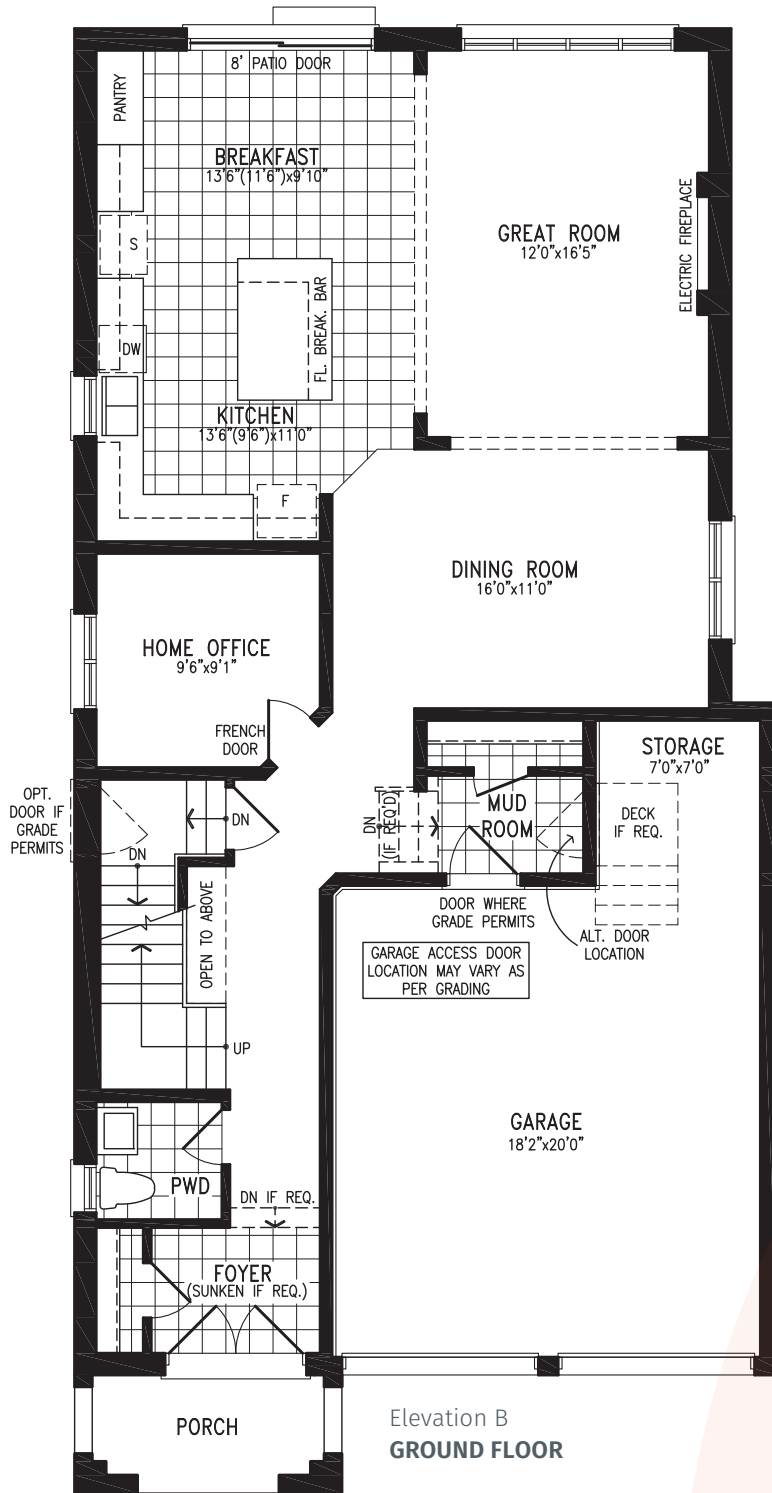 8' PATIO DOOR
PANTRY
BREAKFAST
13'6"(11'6")x9'10"
GREAT ROOM
12'0"x16'5"
ELECTRIC FIREPLACE
S
FL. BREAK. BAR
DW
KITCHEN
13'6"(9'6")x11'0"
F
DINING ROOM
16'0"x11'0"
HOME OFFICE
9'6"x9'1"
FRENCH
DOOR
STORAGE
7'0"x7'0"
OPT.
DOOR IF
GRADE
PERMITS
DN
DN
DN
(IF REQ'D)
MUD
ROOM
DECK
IF REQ.
OPEN TO ABOVE
DOOR WHERE
GRADE PERMITS
ALT. DOOR
LOCATION
GARAGE ACCESS DOOR
LOCATION MAY VARY AS
PER GRADING
UP
GARAGE
18'2"x20'0"
PWD
DN IF REQ.
FOYER
(SUNKEN IF REQ.)
PORCH
Elevation B
GROUND FLOOR